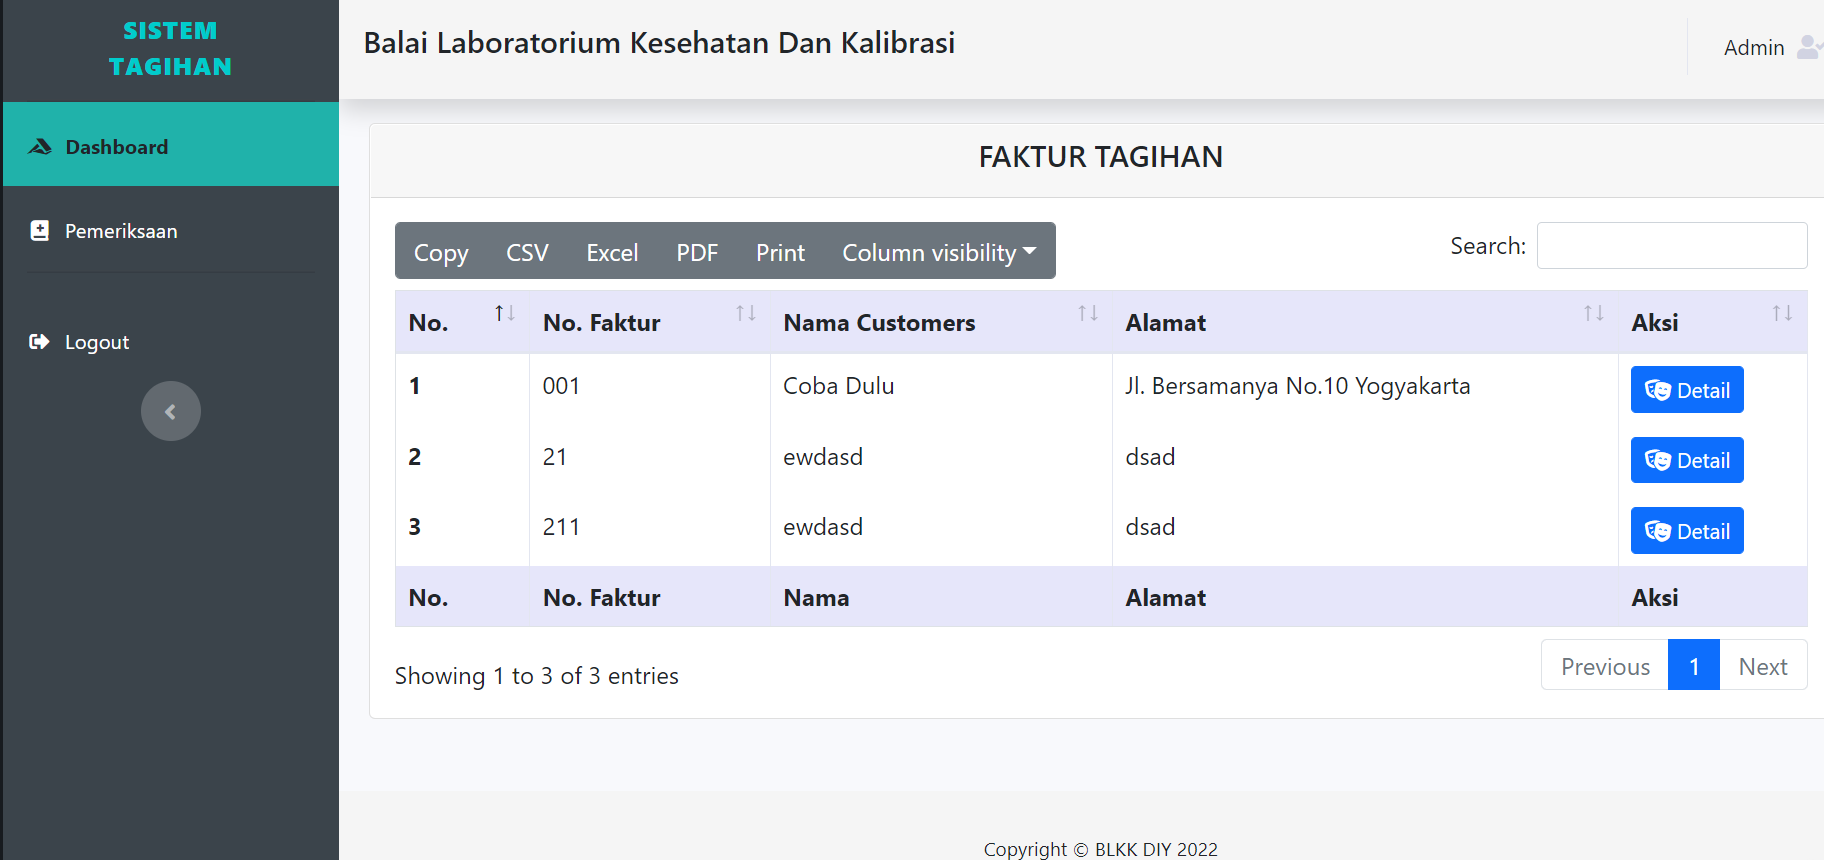 SISTEM
TAGIHAN
Balai Laboratorium Kesehatan Dan Kalibrasi
Admin
Dashboard
Pemeriksaan
Logout
FAKTUR TAGIHAN
Copy CSV Excel PDF Print Column visibility
Search:
No. No. Faktur Nama Customers Alamat Aksi
1 001 Coba Dulu Jl. Bersamanya No.10 Yogyakarta Detail
2 21 ewdasd dsad Detail
3 211 ewdasd dsad Detail
No. No. Faktur Nama Alamat Aksi
Showing 1 to 3 of 3 entries
Previous 1 Next
Copyright © BLKK DIY 2022